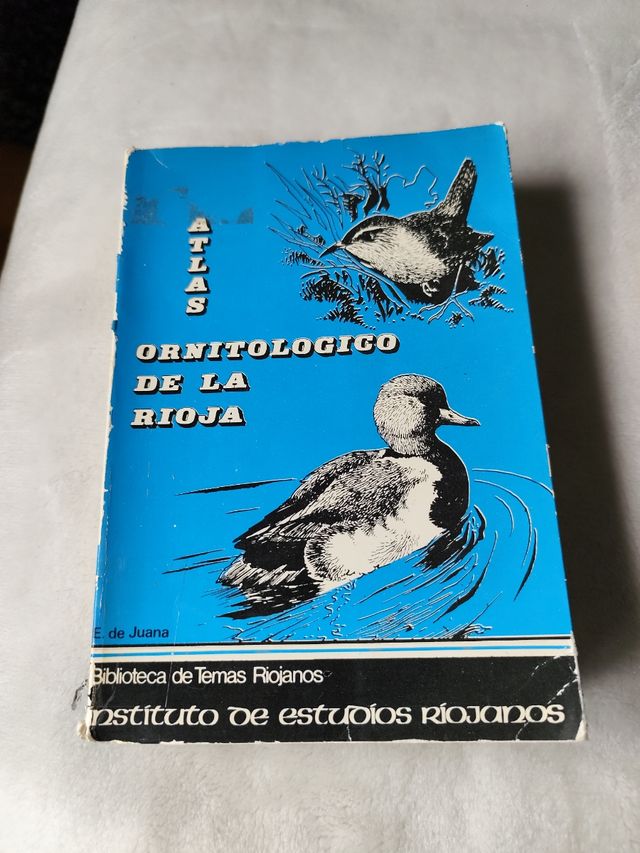 ATLAS
ORNITOLOGICO
DE LA
RIOJA
E. de Juana
Biblioteca de Temas Riojanos
instituto de estudios riojanos